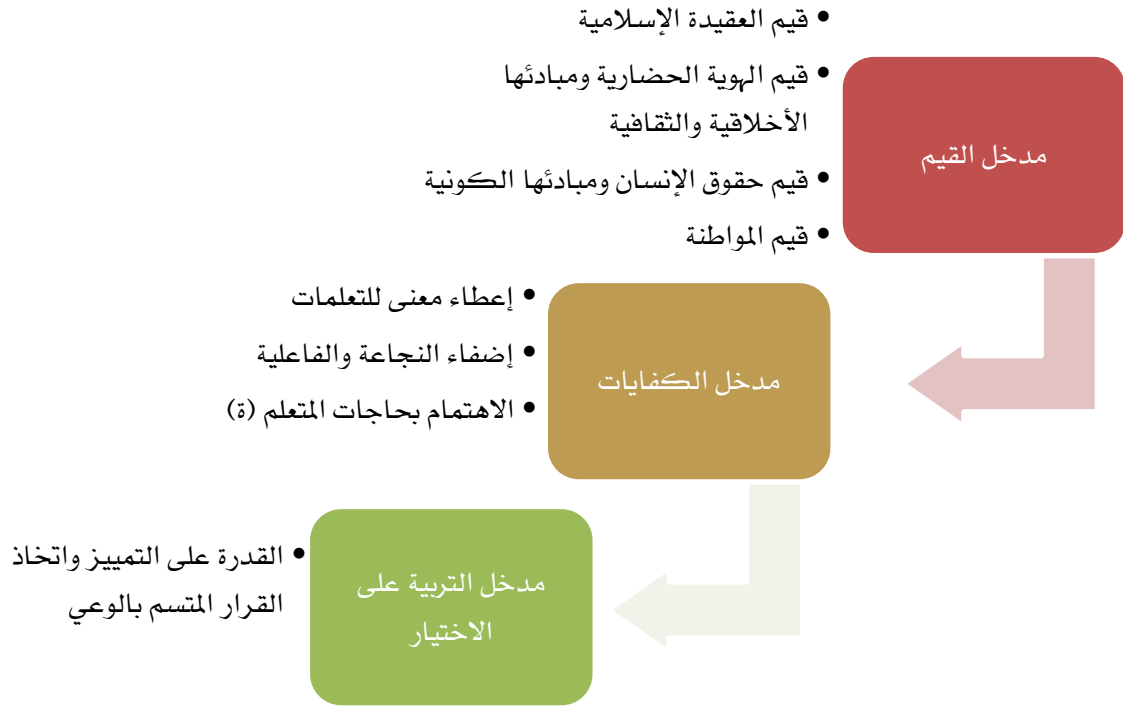 مدخل القيم
• قيم العقيدة الإسلامية
• قيم الهوية الحضارية ومبادئها
الأخلاقية والثقافية
• قيم حقوق الإنسان ومبادئها الكونية
• قيم المواطنة
مدخل الكفايات
• إعطاء معنى للتعلمات
• إضفاء النجاعة والفاعلية
• الاهتمام بحاجات المتعلم (ة)
مدخل التربية على
الاختيار
• القدرة على التمييز واتخاذ
القرار المتسم بالوعي